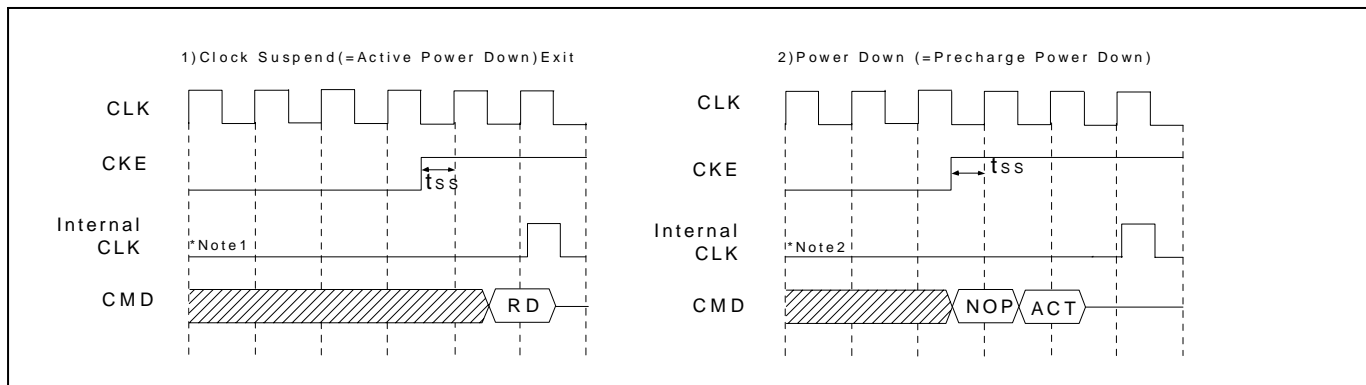 1)Clock Suspend(=Active Power Down)Exit
CLK
CKE
tss
Internal
CLK
*Note1
CMD
RD
2)Power Down (=Precharge Power Down)
CLK
CKE
tss
Internal
CLK
*Note2
CMD
NOP
ACT